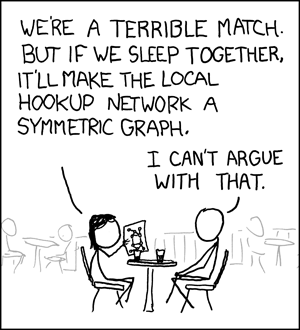 WE'RE A TERRIBLE MATCH.
BUT IF WE SLEEP TOGETHER,
IT'LL MAKE THE LOCAL
HOOKUP NETWORK A
SYMMETRIC GRAPH.
I CAN'T ARGUE
WITH THAT.